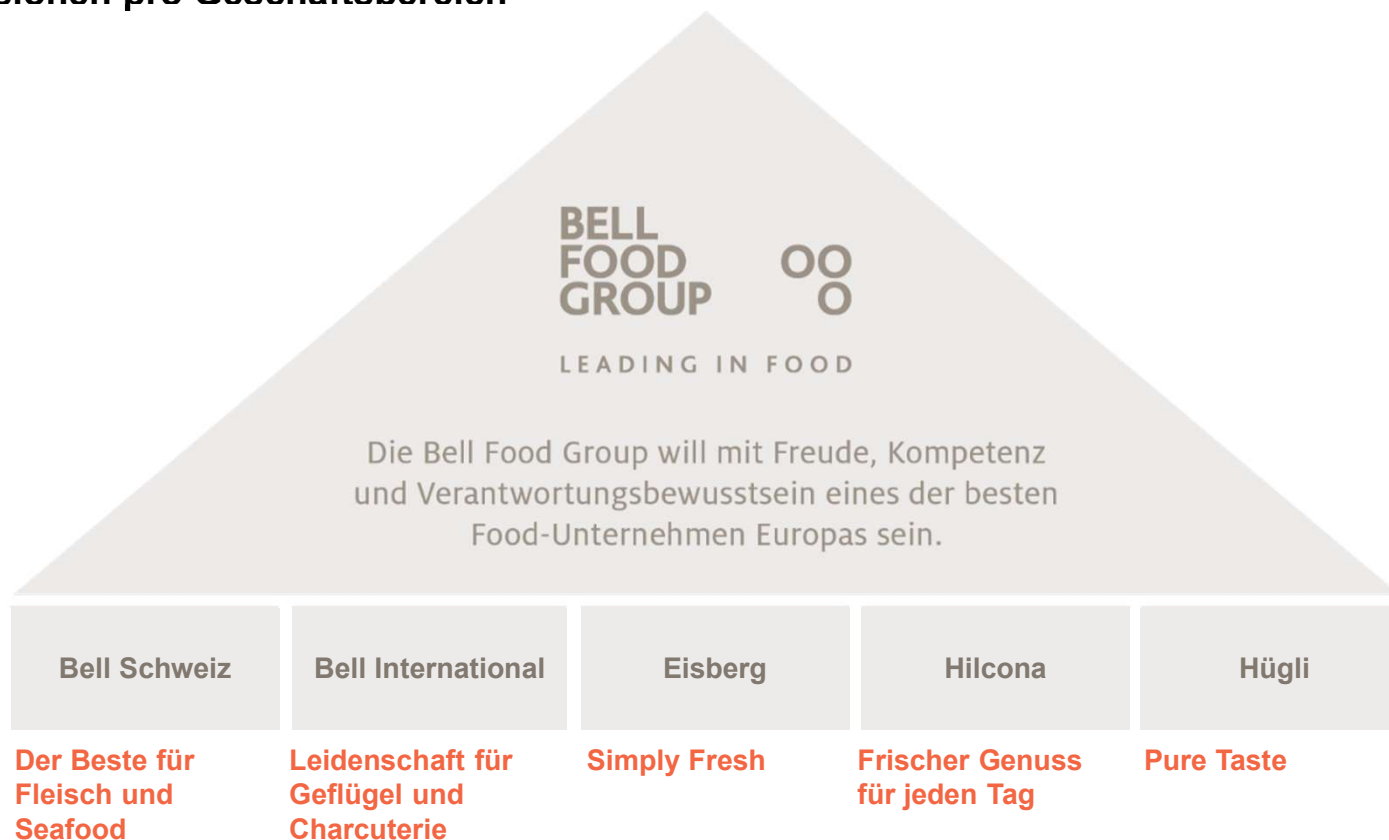 pro Geschäftsbereich
BELL
FOOD
GROUP
LEADING IN FOOD
Die Bell Food Group will mit Freude, Kompetenz
und Verantwortungsbewusstsein eines der besten
Food-Unternehmen Europas sein.
Bell Schweiz
Bell International
Eisberg
Hilcona
Hügli
Der Beste für
Fleisch und
Seafood
Leidenschaft für
Geflügel und
Charcuterie
Simply Fresh
Frischer Genuss
für jeden Tag
Pure Taste